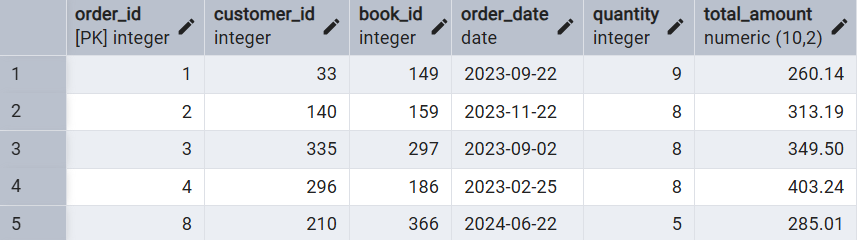 order_id customer_id book_id order_date quantity total_amount
[PK] integer integer integer date integer numeric (10,2)
1 1 33 149 2023-09-22 9 260.14
2 2 140 159 2023-11-22 8 313.19
3 3 335 297 2023-09-02 8 349.50
4 4 296 186 2023-02-25 8 403.24
5 8 210 366 2024-06-22 5 285.01